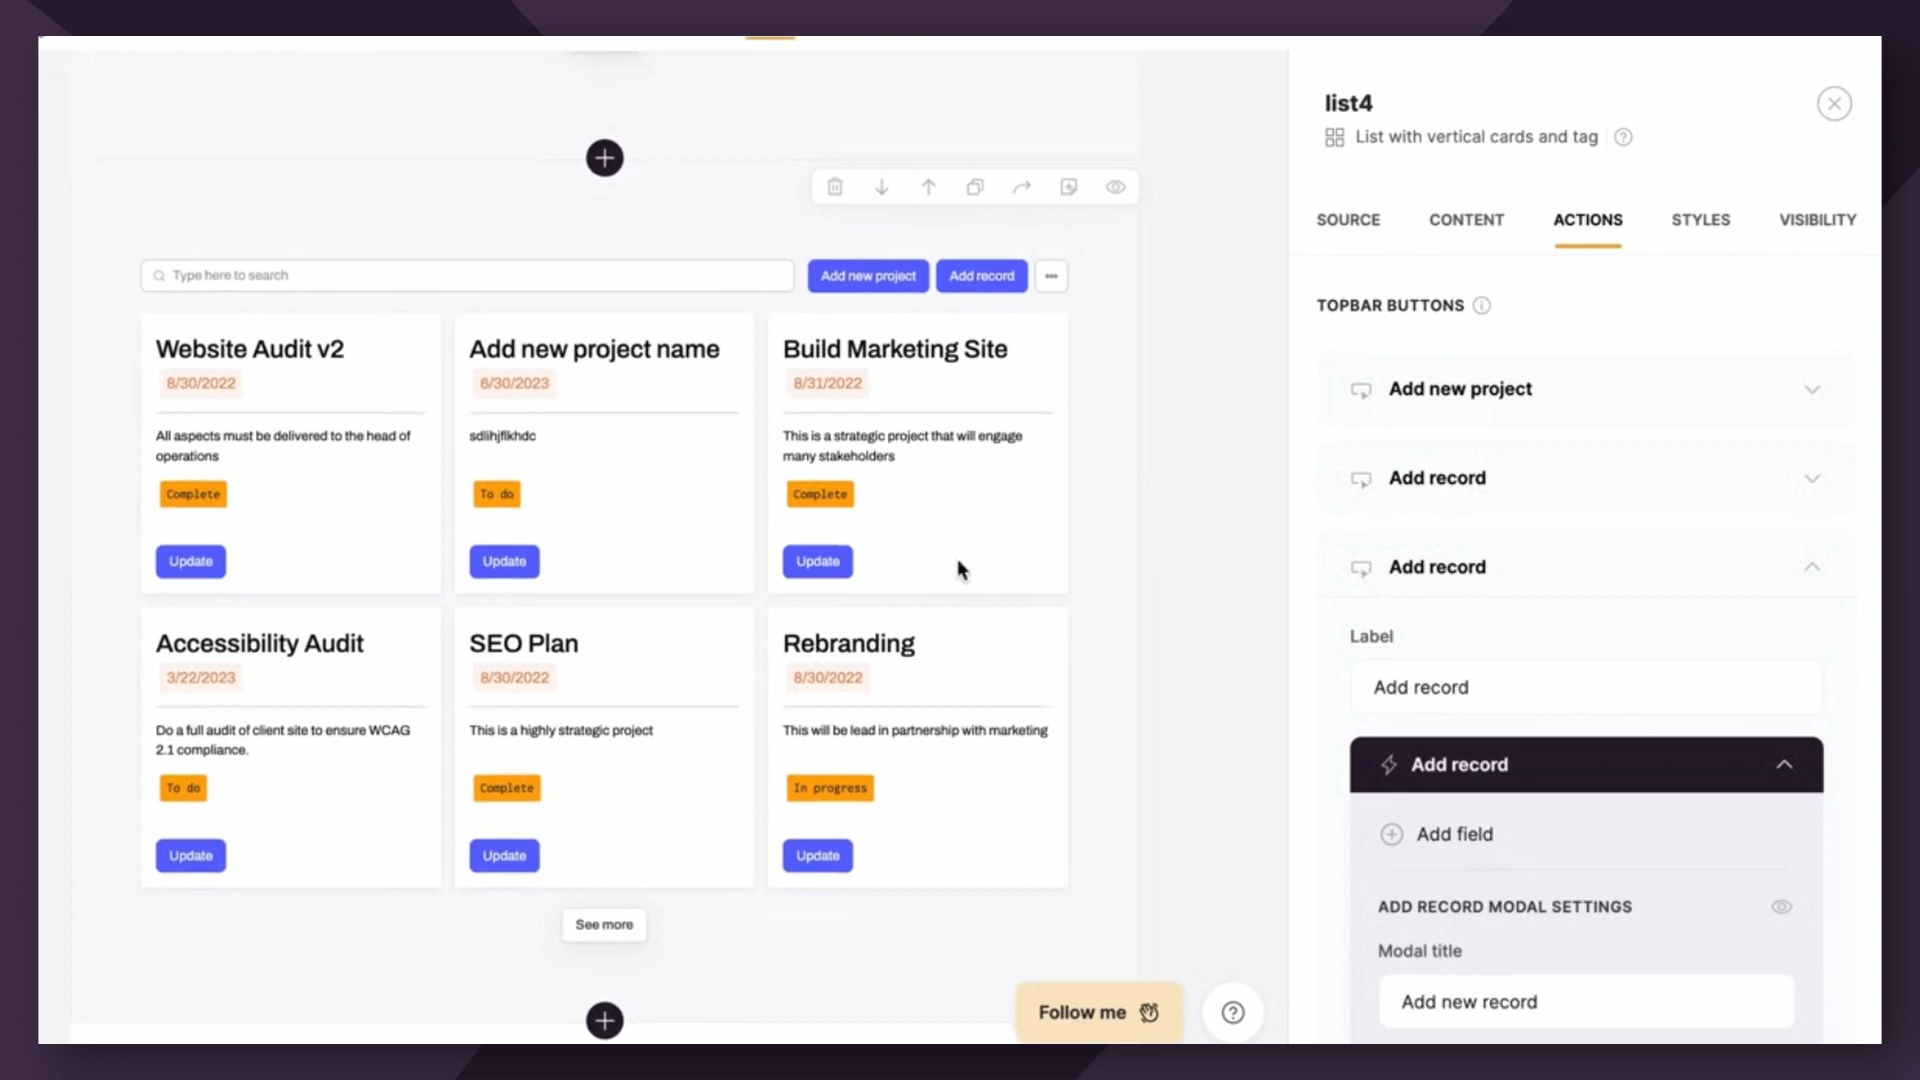 list4
List with vertical cards and tag
SOURCE CONTENT ACTIONS STYLES VISIBILITY
Type here to search
Add new project
Add record
Website Audit v2
8/30/2022
All aspects must be delivered to the head of
operations
Complete
Update
Add new project name
6/30/2023
sdlihjflkhdc
To do
Update
Build Marketing Site
8/31/2022
This is a strategic project that will engage
many stakeholders
Complete
Update
Accessibility Audit
3/22/2023
Do a full audit of client site to ensure WCAG
2.1 compliance.
To do
Update
SEO Plan
8/30/2022
This is a highly strategic project
Complete
Update
Rebranding
8/30/2022
This will be lead in partnership with marketing
In progress
Update
See more
Follow me
TOPBAR BUTTONS
Add new project
Add record
Add record
Label
Add record
Add record
Add field
ADD RECORD MODAL SETTINGS
Modal title
Add new record